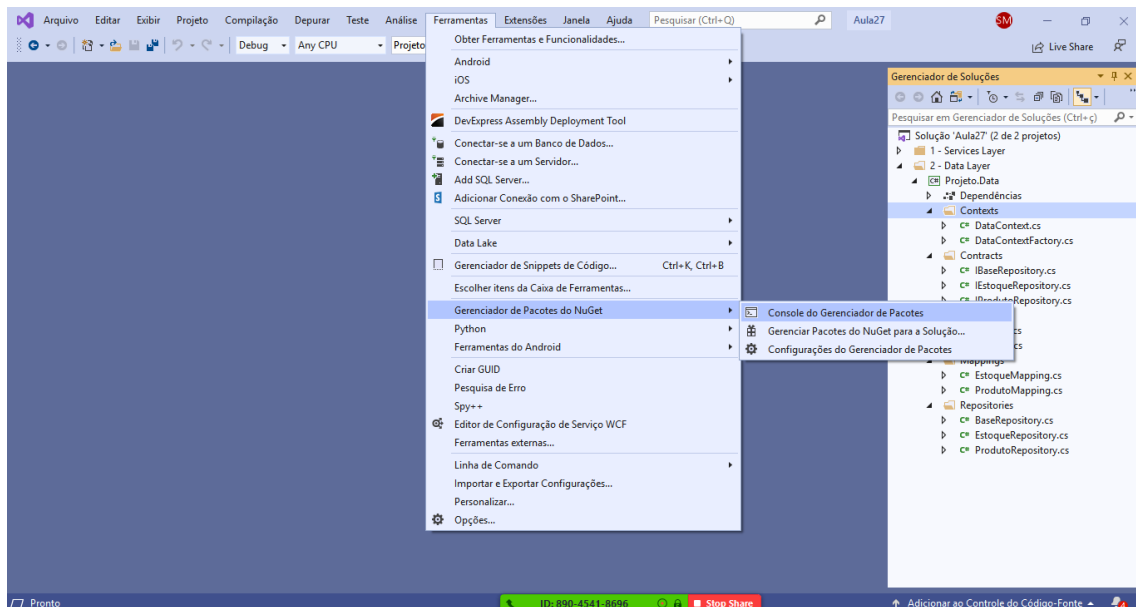 Arquivo Editar Exibir Projeto Compilação Depurar Teste Análise Ferramentas Extensões Janela Ajuda Pesquisar (Ctrl+Q) Aula27 SM
Debug Any CPU Projeto Live Share
Obter Ferramentas e Funcionalidades...
Android
iOS
Archive Manager...
DevExpress Assembly Deployment Tool
Conectar-se a um Banco de Dados...
Conectar-se a um Servidor...
Add SQL Server...
Adicionar Conexão com o SharePoint...
SQL Server
Data Lake
Gerenciador de Snippets de Código... Ctrl+K, Ctrl+B
Escolher itens da Caixa de Ferramentas...
Gerenciador de Pacotes do NuGet
Python
Ferramentas do Android
Criar GUID
Pesquisa de Erro
Spy++
Editor de Configuração de Serviço WCF
Ferramentas externas...
Linha de Comando
Importar e Exportar Configurações...
Personalizar...
Opções...
Console do Gerenciador de Pacotes
Gerenciar Pacotes do NuGet para a Solução...
Configurações do Gerenciador de Pacotes
Gerenciador de Soluções
Pesquisar em Gerenciador de Soluções (Ctrl+ç)
Solução 'Aula27' (2 de 2 projetos)
1 - Services Layer
2 - Data Layer
C# Projeto.Data
Dependências
Contexts
C# DataContext.cs
C# DataContextFactory.cs
Contracts
C# IBaseRepository.cs
C# IEstoqueRepository.cs
C# IProdutoRepository.cs
cs
cs
Mappings
C# EstoqueMapping.cs
C# ProdutoMapping.cs
Repositories
C# BaseRepository.cs
C# EstoqueRepository.cs
C# ProdutoRepository.cs
Pronto ID: 890-4541-8696 Stop Share Adicionar ao Controle do Código-Fonte